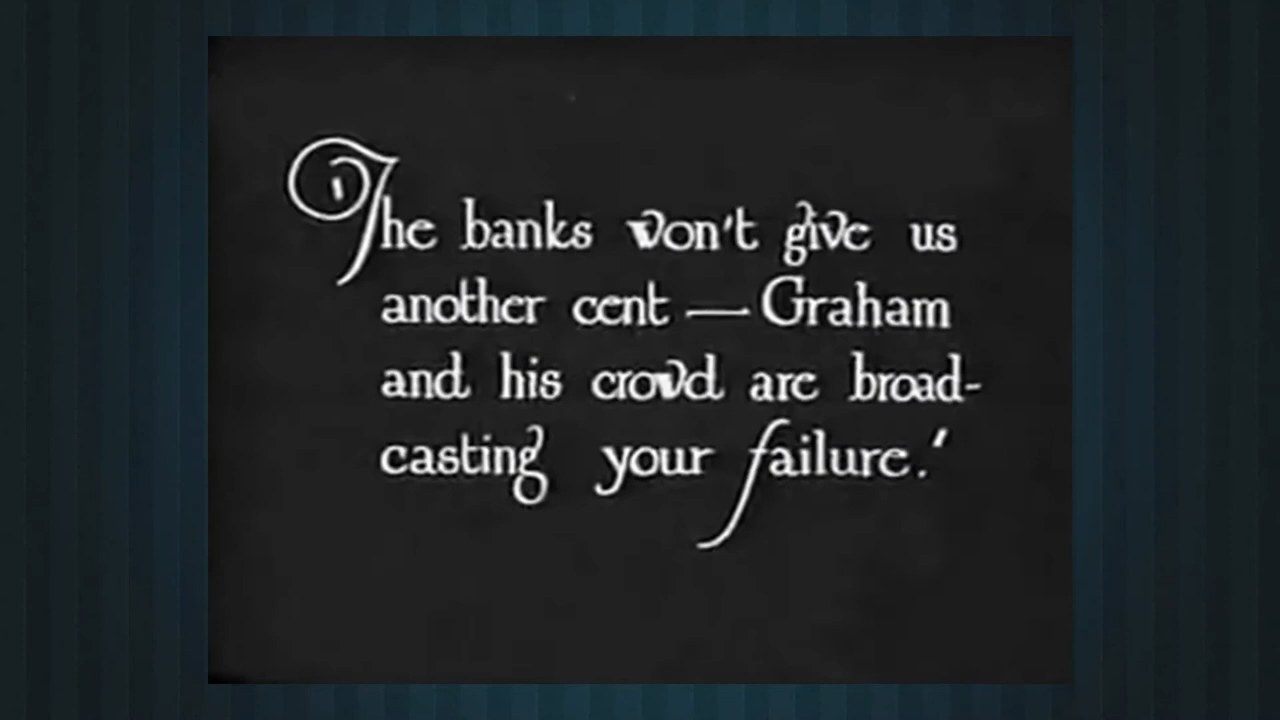 The banks won't give us
another cent — Graham
and his crowd are broad-
casting your failure.'